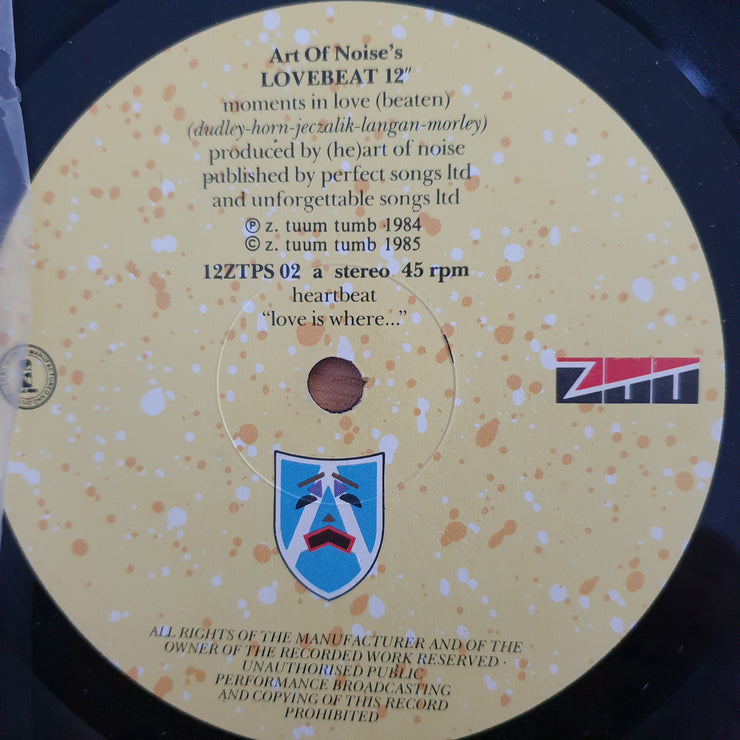 Art Of Noise's
LOVEBEAT 12"
moments in love (beaten)
(dudley-horn-jeczalik-langan-morley)
produced by (he)art of noise
published by perfect songs ltd
and unforgettable songs ltd
℗ z. tuum tumb 1984
© z. tuum tumb 1985
12ZTPS 02 a stereo 45 rpm
heartbeat
"love is where..."
ZTT
ALL RIGHTS OF THE MANUFACTURER AND OF THE
OWNER OF THE RECORDED WORK RESERVED ·
UNAUTHORISED PUBLIC
PERFORMANCE BROADCASTING
AND COPYING OF THIS RECORD
PROHIBITED